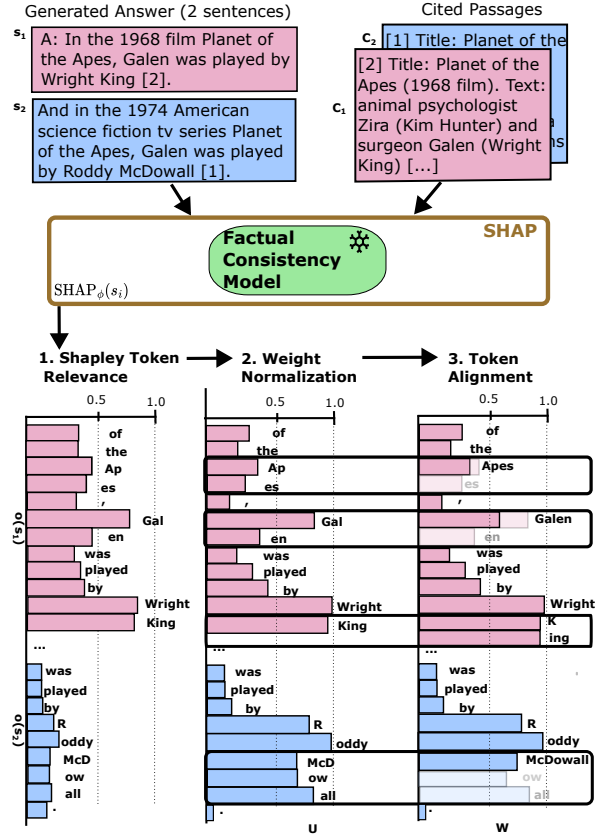 Generated Answer (2 sentences)
Cited Passages
s₁
A: In the 1968 film Planet of
the Apes, Galen was played by
Wright King [2].
s₂
And in the 1974 American
science fiction tv series Planet
of the Apes, Galen was played
by Roddy McDowall [1].
C₂
[1] Title: Planet of the
C₁
[2] Title: Planet of the
Apes (1968 film). Text:
animal psychologist
Zira (Kim Hunter) and
surgeon Galen (Wright
King) [...]
SHAP
Factual
Consistency
Model
SHAPϕ(sᵢ)
1. Shapley Token
Relevance
2. Weight
Normalization
3. Token
Alignment
0.5 1.0
0.5 1.0
0.5 1.0
o(s₁)
of
the
Ap
es
,
Gal
en
was
played
by
Wright
King
...
o(s₂)
was
played
by
R
oddy
McD
ow
all
.
of
the
Ap
es
,
Gal
en
was
played
by
Wright
King
...
was
played
by
R
oddy
McD
ow
all
.
U
of
the
Apes
es
,
Galen
en
was
played
by
Wright
K
ing
...
was
played
by
R
oddy
McDowall
ow
all
.
W